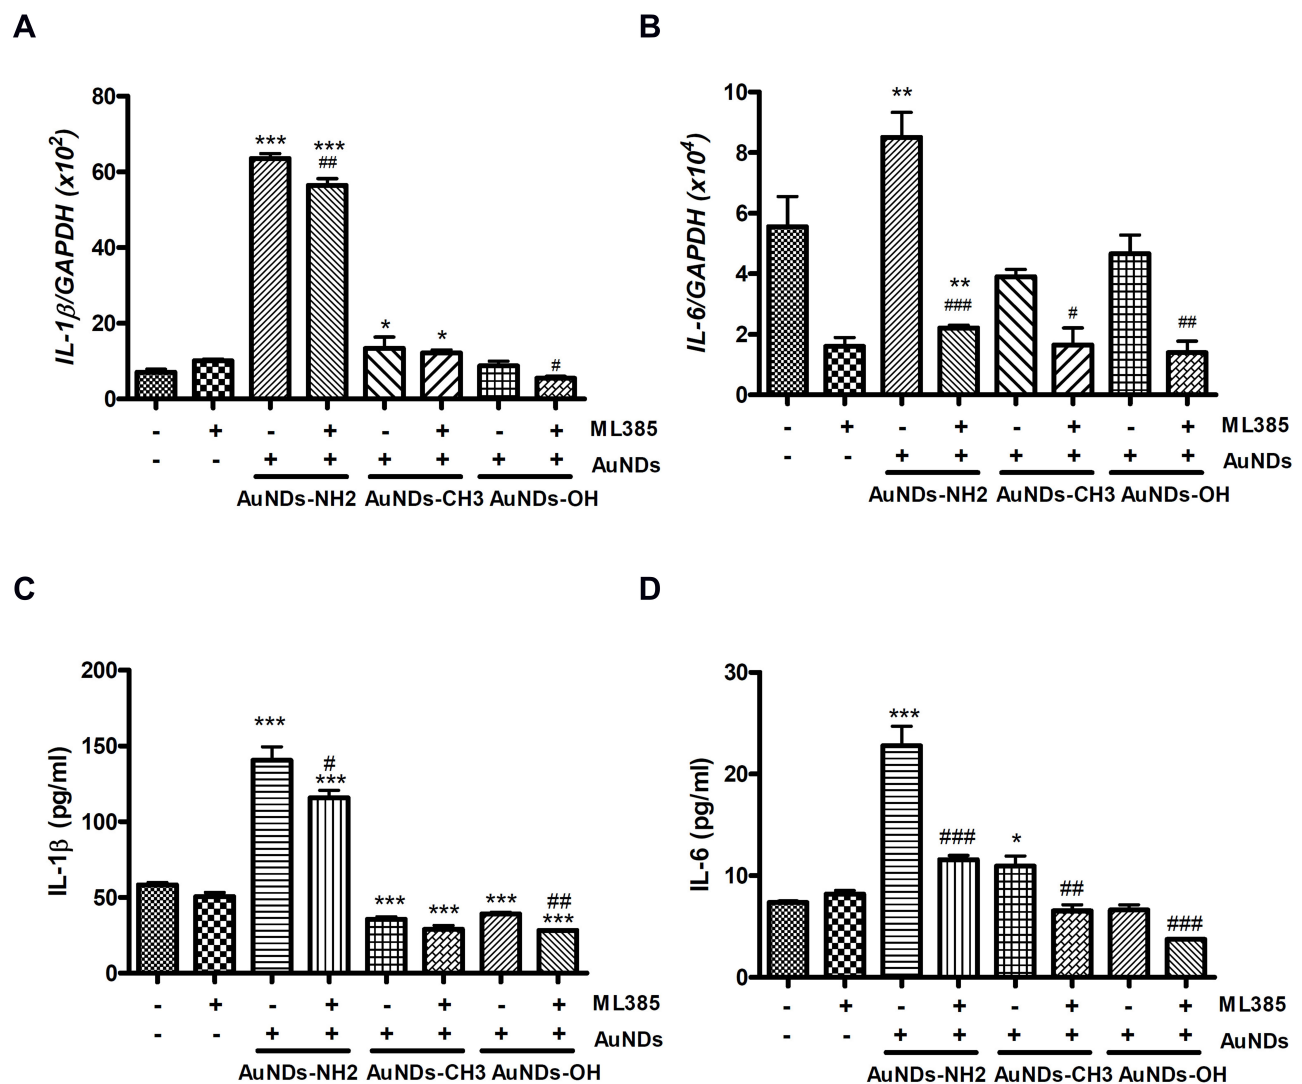 A
IL-1β/GAPDH (x10²)
80
60
40
20
0
***
***
##
*
*
#
- + - + - + - + ML385
- - + + + + + + AuNDs
AuNDs-NH2 AuNDs-CH3 AuNDs-OH
B
IL-6/GAPDH (x10⁴)
10
8
6
4
2
0
**
**
###
#
##
- + - + - + - + ML385
- - + + + + + + AuNDs
AuNDs-NH2 AuNDs-CH3 AuNDs-OH
C
IL-1β (pg/ml)
200
150
100
50
0
***
#
***
***
***
***
##
***
- + - + - + - + ML385
- - + + + + + + AuNDs
AuNDs-NH2 AuNDs-CH3 AuNDs-OH
D
IL-6 (pg/ml)
30
20
10
0
***
###
*
##
###
- + - + - + - + ML385
- - + + + + + + AuNDs
AuNDs-NH2 AuNDs-CH3 AuNDs-OH